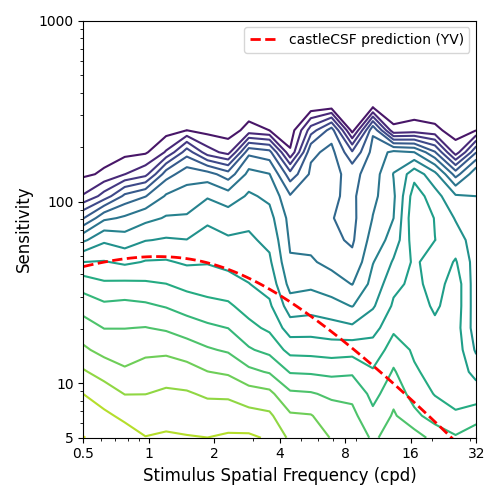 1000
castleCSF prediction (YV)
100
Sensitivity
10
5
0.5 1 2 4 8 16 32
Stimulus Spatial Frequency (cpd)